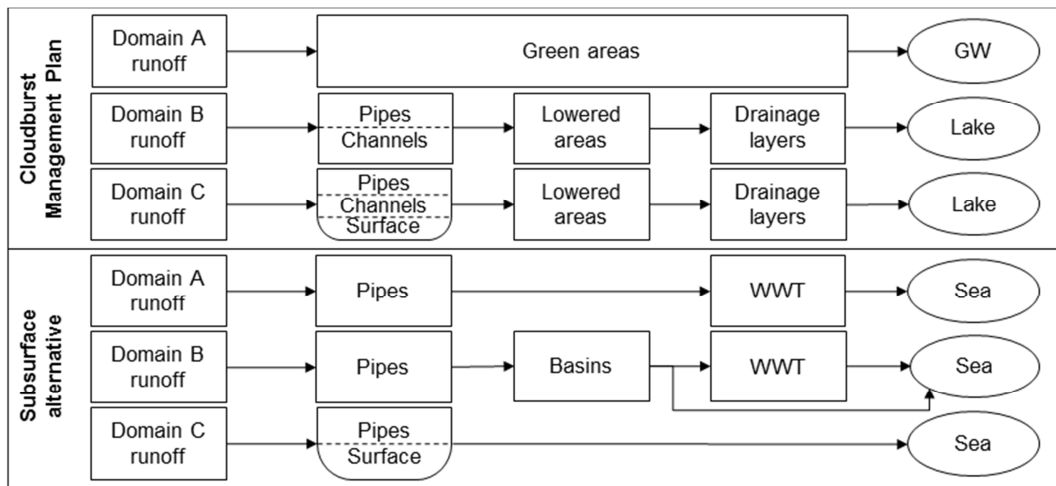 Cloudburst
Management Plan
Domain A
runoff
Green areas
GW
Domain B
runoff
Pipes
Channels
Lowered
areas
Drainage
layers
Lake
Domain C
runoff
Pipes
Channels
Surface
Lowered
areas
Drainage
layers
Lake
Subsurface
alternative
Domain A
runoff
Pipes
WWT
Sea
Domain B
runoff
Pipes
Basins
WWT
Sea
Domain C
runoff
Pipes
Surface
Sea